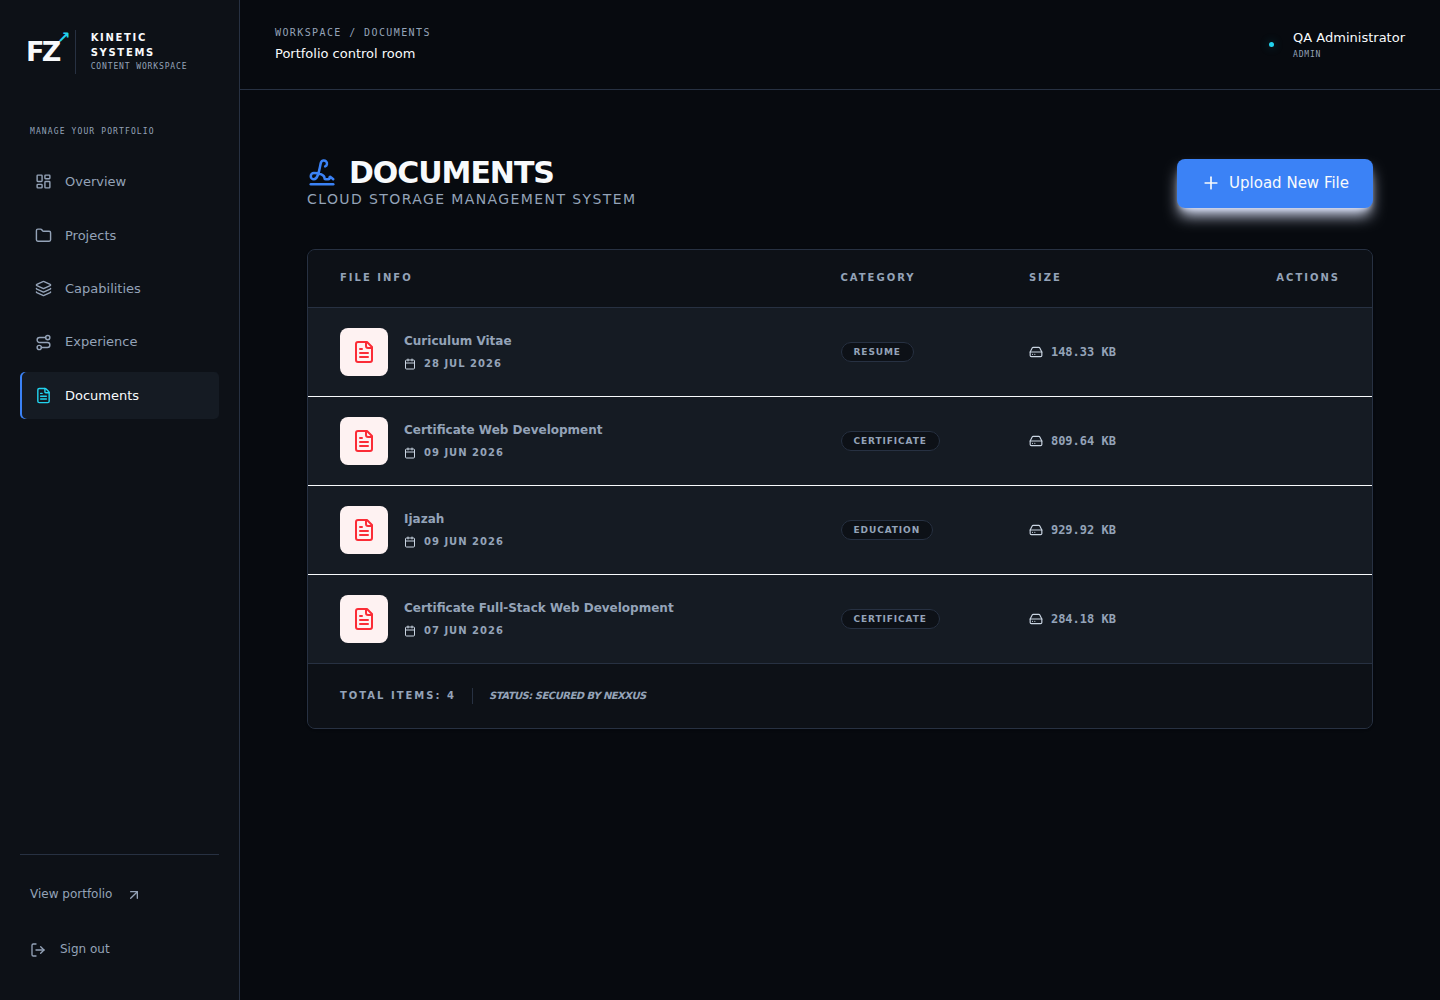 FZ
KINETIC
SYSTEMS
CONTENT WORKSPACE
MANAGE YOUR PORTFOLIO
Overview
Projects
Capabilities
Experience
Documents
View portfolio
Sign out
WORKSPACE / DOCUMENTS
Portfolio control room
QA Administrator
ADMIN
DOCUMENTS
CLOUD STORAGE MANAGEMENT SYSTEM
Upload New File
FILE INFO CATEGORY SIZE ACTIONS
Curiculum Vitae
28 JUL 2026
RESUME
148.33 KB
Certificate Web Development
09 JUN 2026
CERTIFICATE
809.64 KB
Ijazah
09 JUN 2026
EDUCATION
929.92 KB
Certificate Full-Stack Web Development
07 JUN 2026
CERTIFICATE
284.18 KB
TOTAL ITEMS: 4
STATUS: SECURED BY NEXXUS